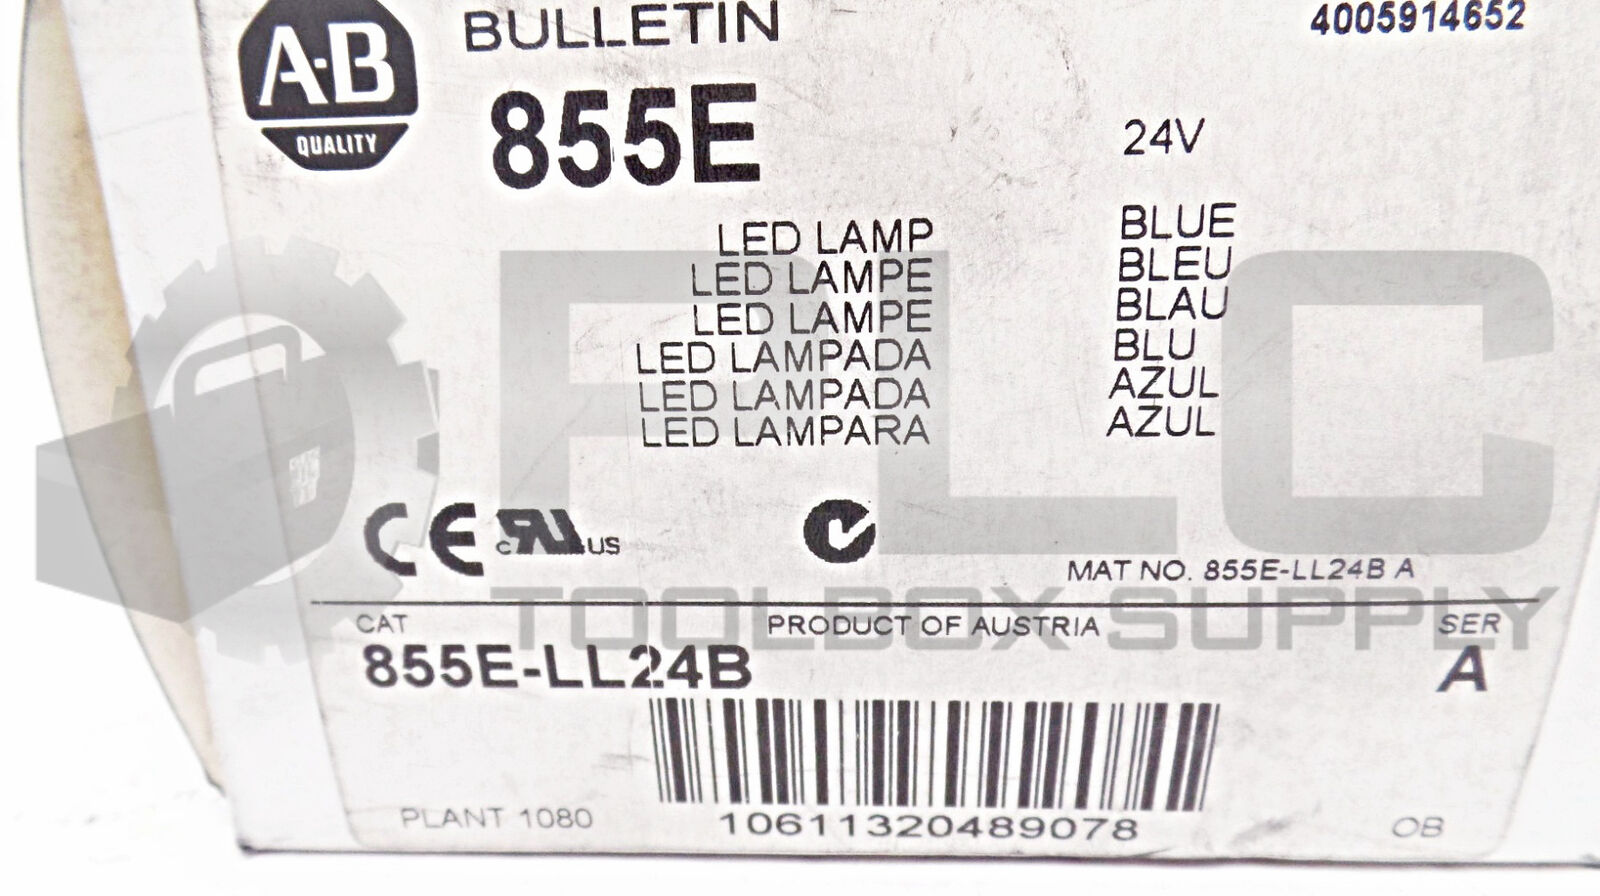 A-B
QUALITY
BULLETIN
855E
4005914652
24V
LED LAMP BLUE
LED LAMPE BLEU
LED LAMPE BLAU
LED LAMPADA BLU
LED LAMPADA AZUL
LED LAMPARA AZUL
CE
c RU US
MAT NO. 855E-LL24B A
CAT
PRODUCT OF AUSTRIA
SER
855E-LL24B
A
PLANT 1080
10611320489078
OB
PLC
TOOLBOX SUPPLY